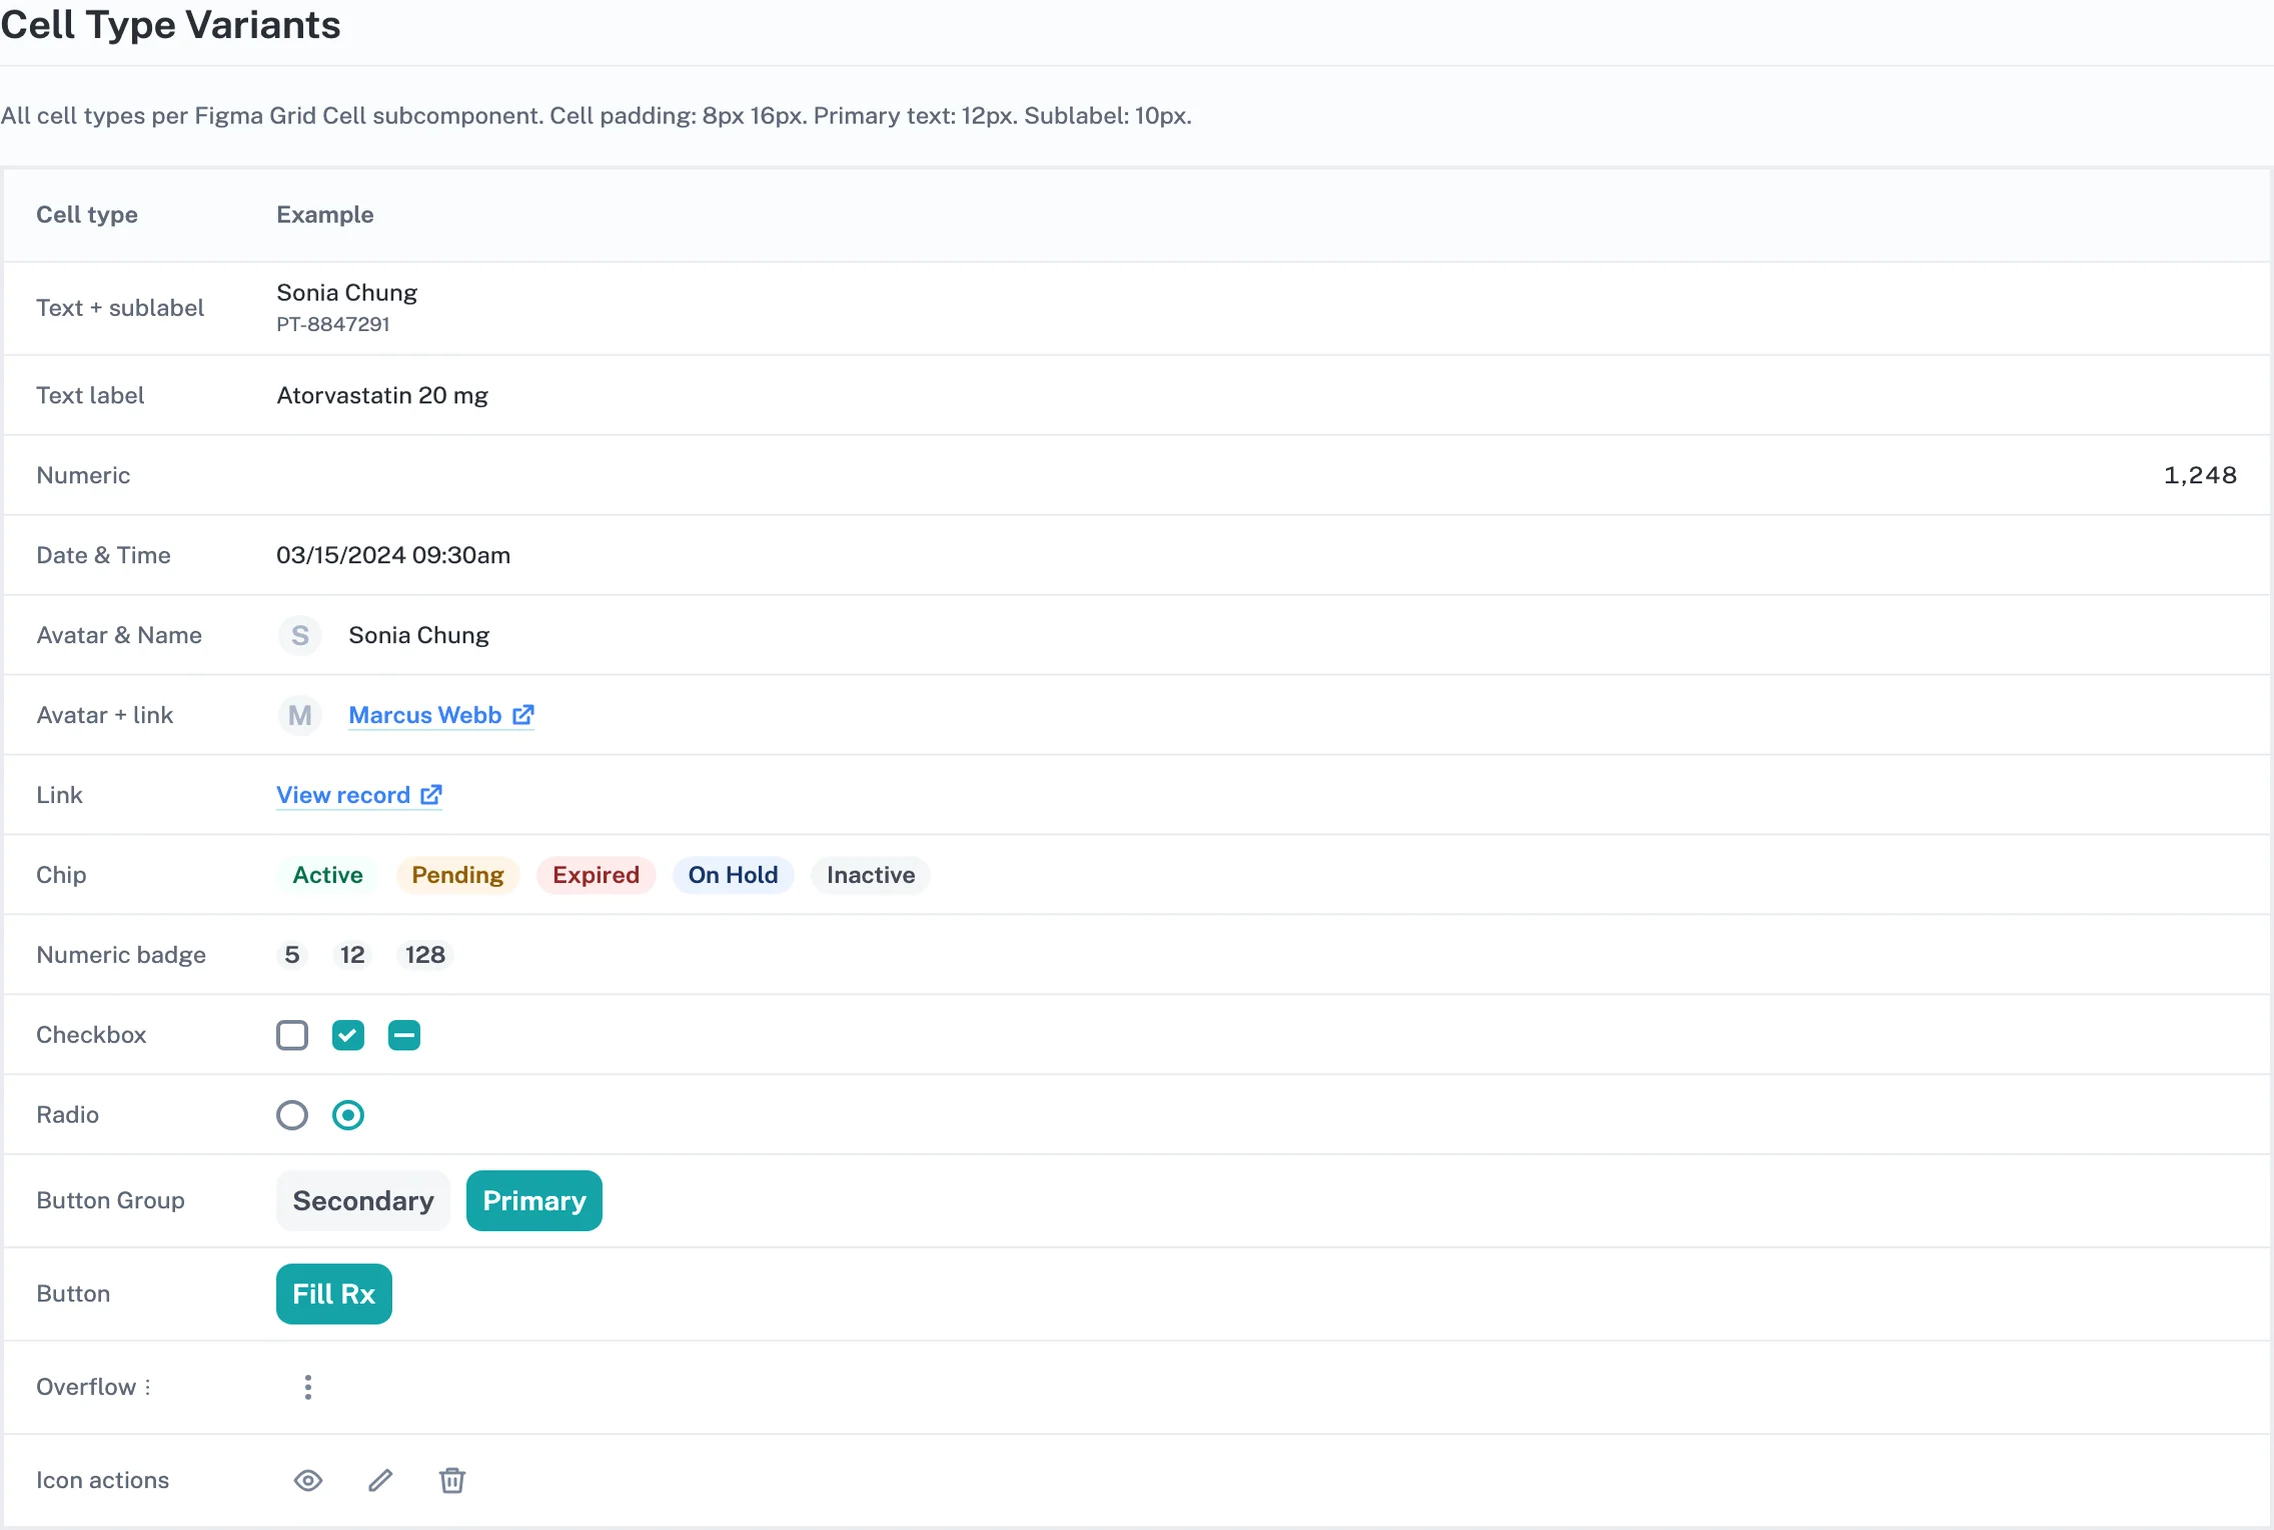 Cell Type Variants
All cell types per Figma Grid Cell subcomponent. Cell padding: 8px 16px. Primary text: 12px. Sublabel: 10px.
Cell type Example
Text + sublabel Sonia Chung
PT-8847291
Text label Atorvastatin 20 mg
Numeric 1,248
Date & Time 03/15/2024 09:30am
Avatar & Name S Sonia Chung
Avatar + link M Marcus Webb
Link View record
Chip Active Pending Expired On Hold Inactive
Numeric badge 5 12 128
Checkbox
Radio
Button Group Secondary Primary
Button Fill Rx
Overflow ⋮
Icon actions